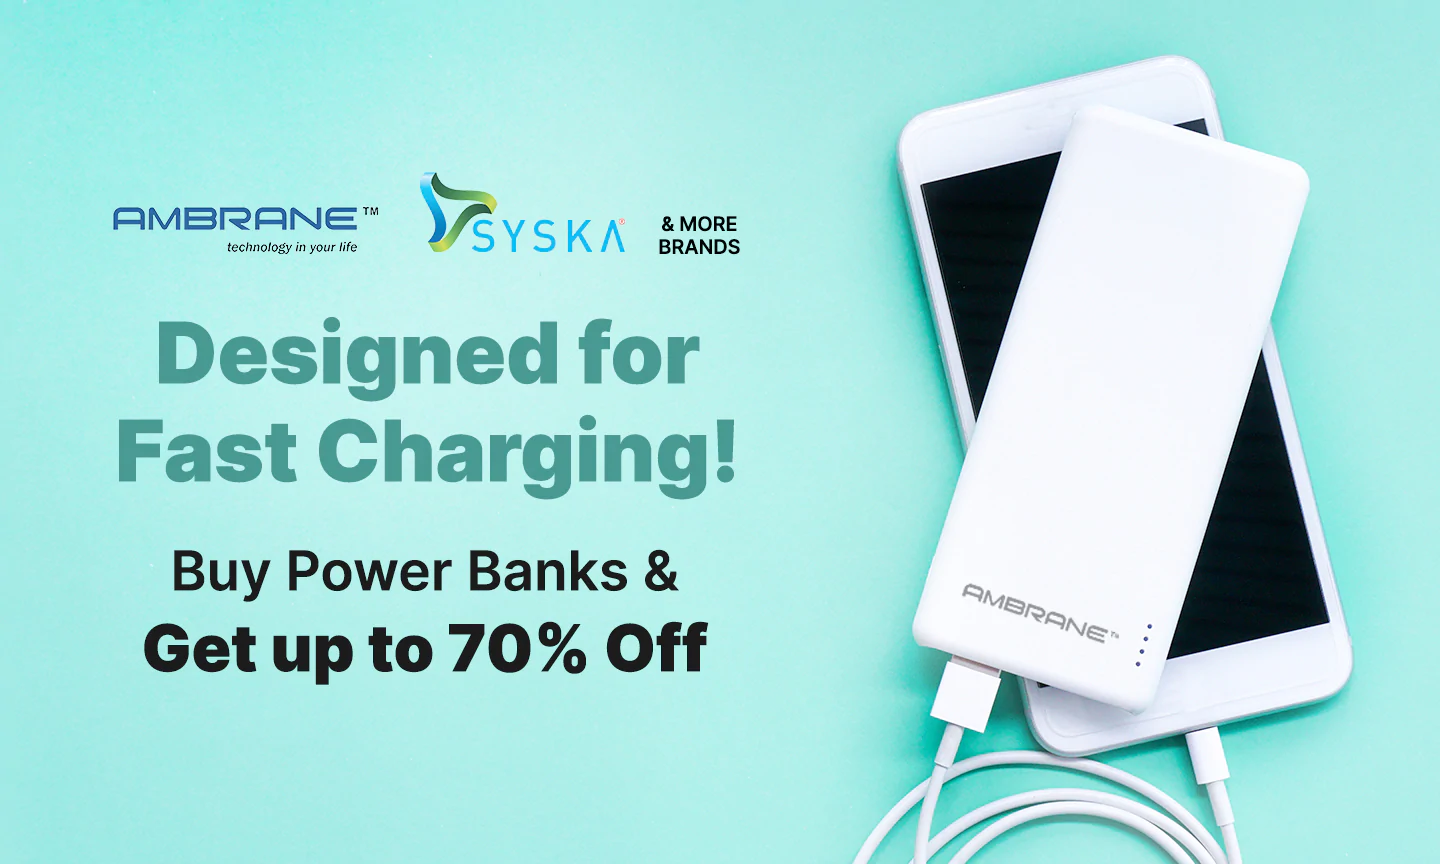 AMBRANE™
technology in your life
SYSKA®
& MORE
BRANDS
Designed for
Fast Charging!
Buy Power Banks &
Get up to 70% Off
AMBRANE™